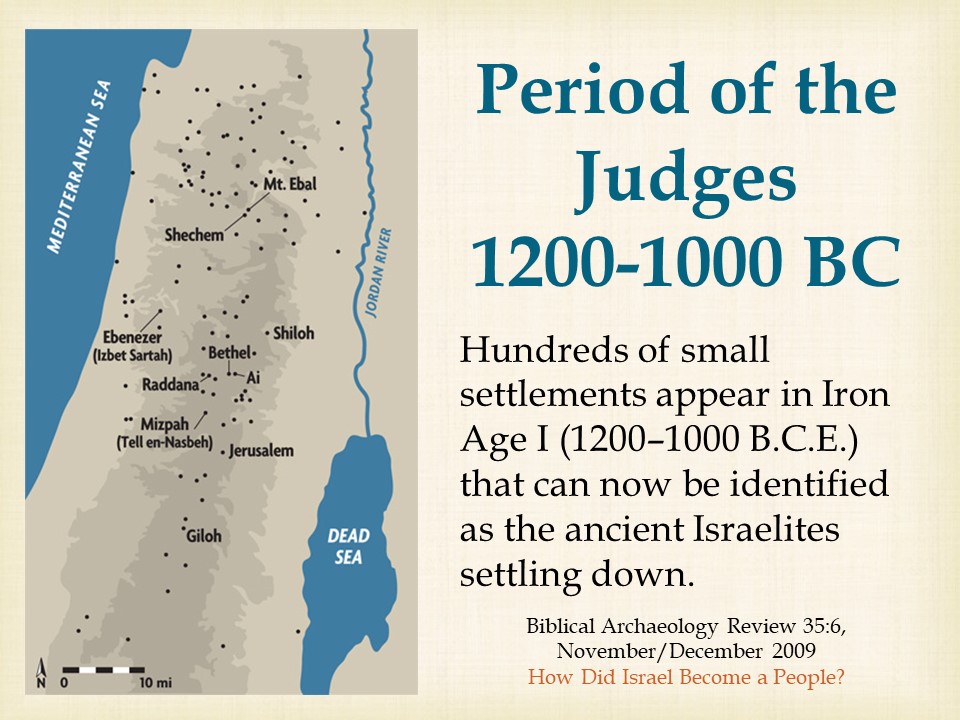 MEDITERRANEAN SEA
Mt. Ebal
Shechem
JORDAN RIVER
Ebenezer
(Izbet Sartah)
Shiloh
Bethel
Raddana
Ai
Mizpah
(Tell en-Nasbeh)
Jerusalem
Giloh
DEAD
SEA
N
0
10 mi
Period of the
Judges
1200-1000 BC
Hundreds of small
settlements appear in Iron
Age I (1200–1000 B.C.E.)
that can now be identified
as the ancient Israelites
settling down.
Biblical Archaeology Review 35:6,
November/December 2009
How Did Israel Become a People?